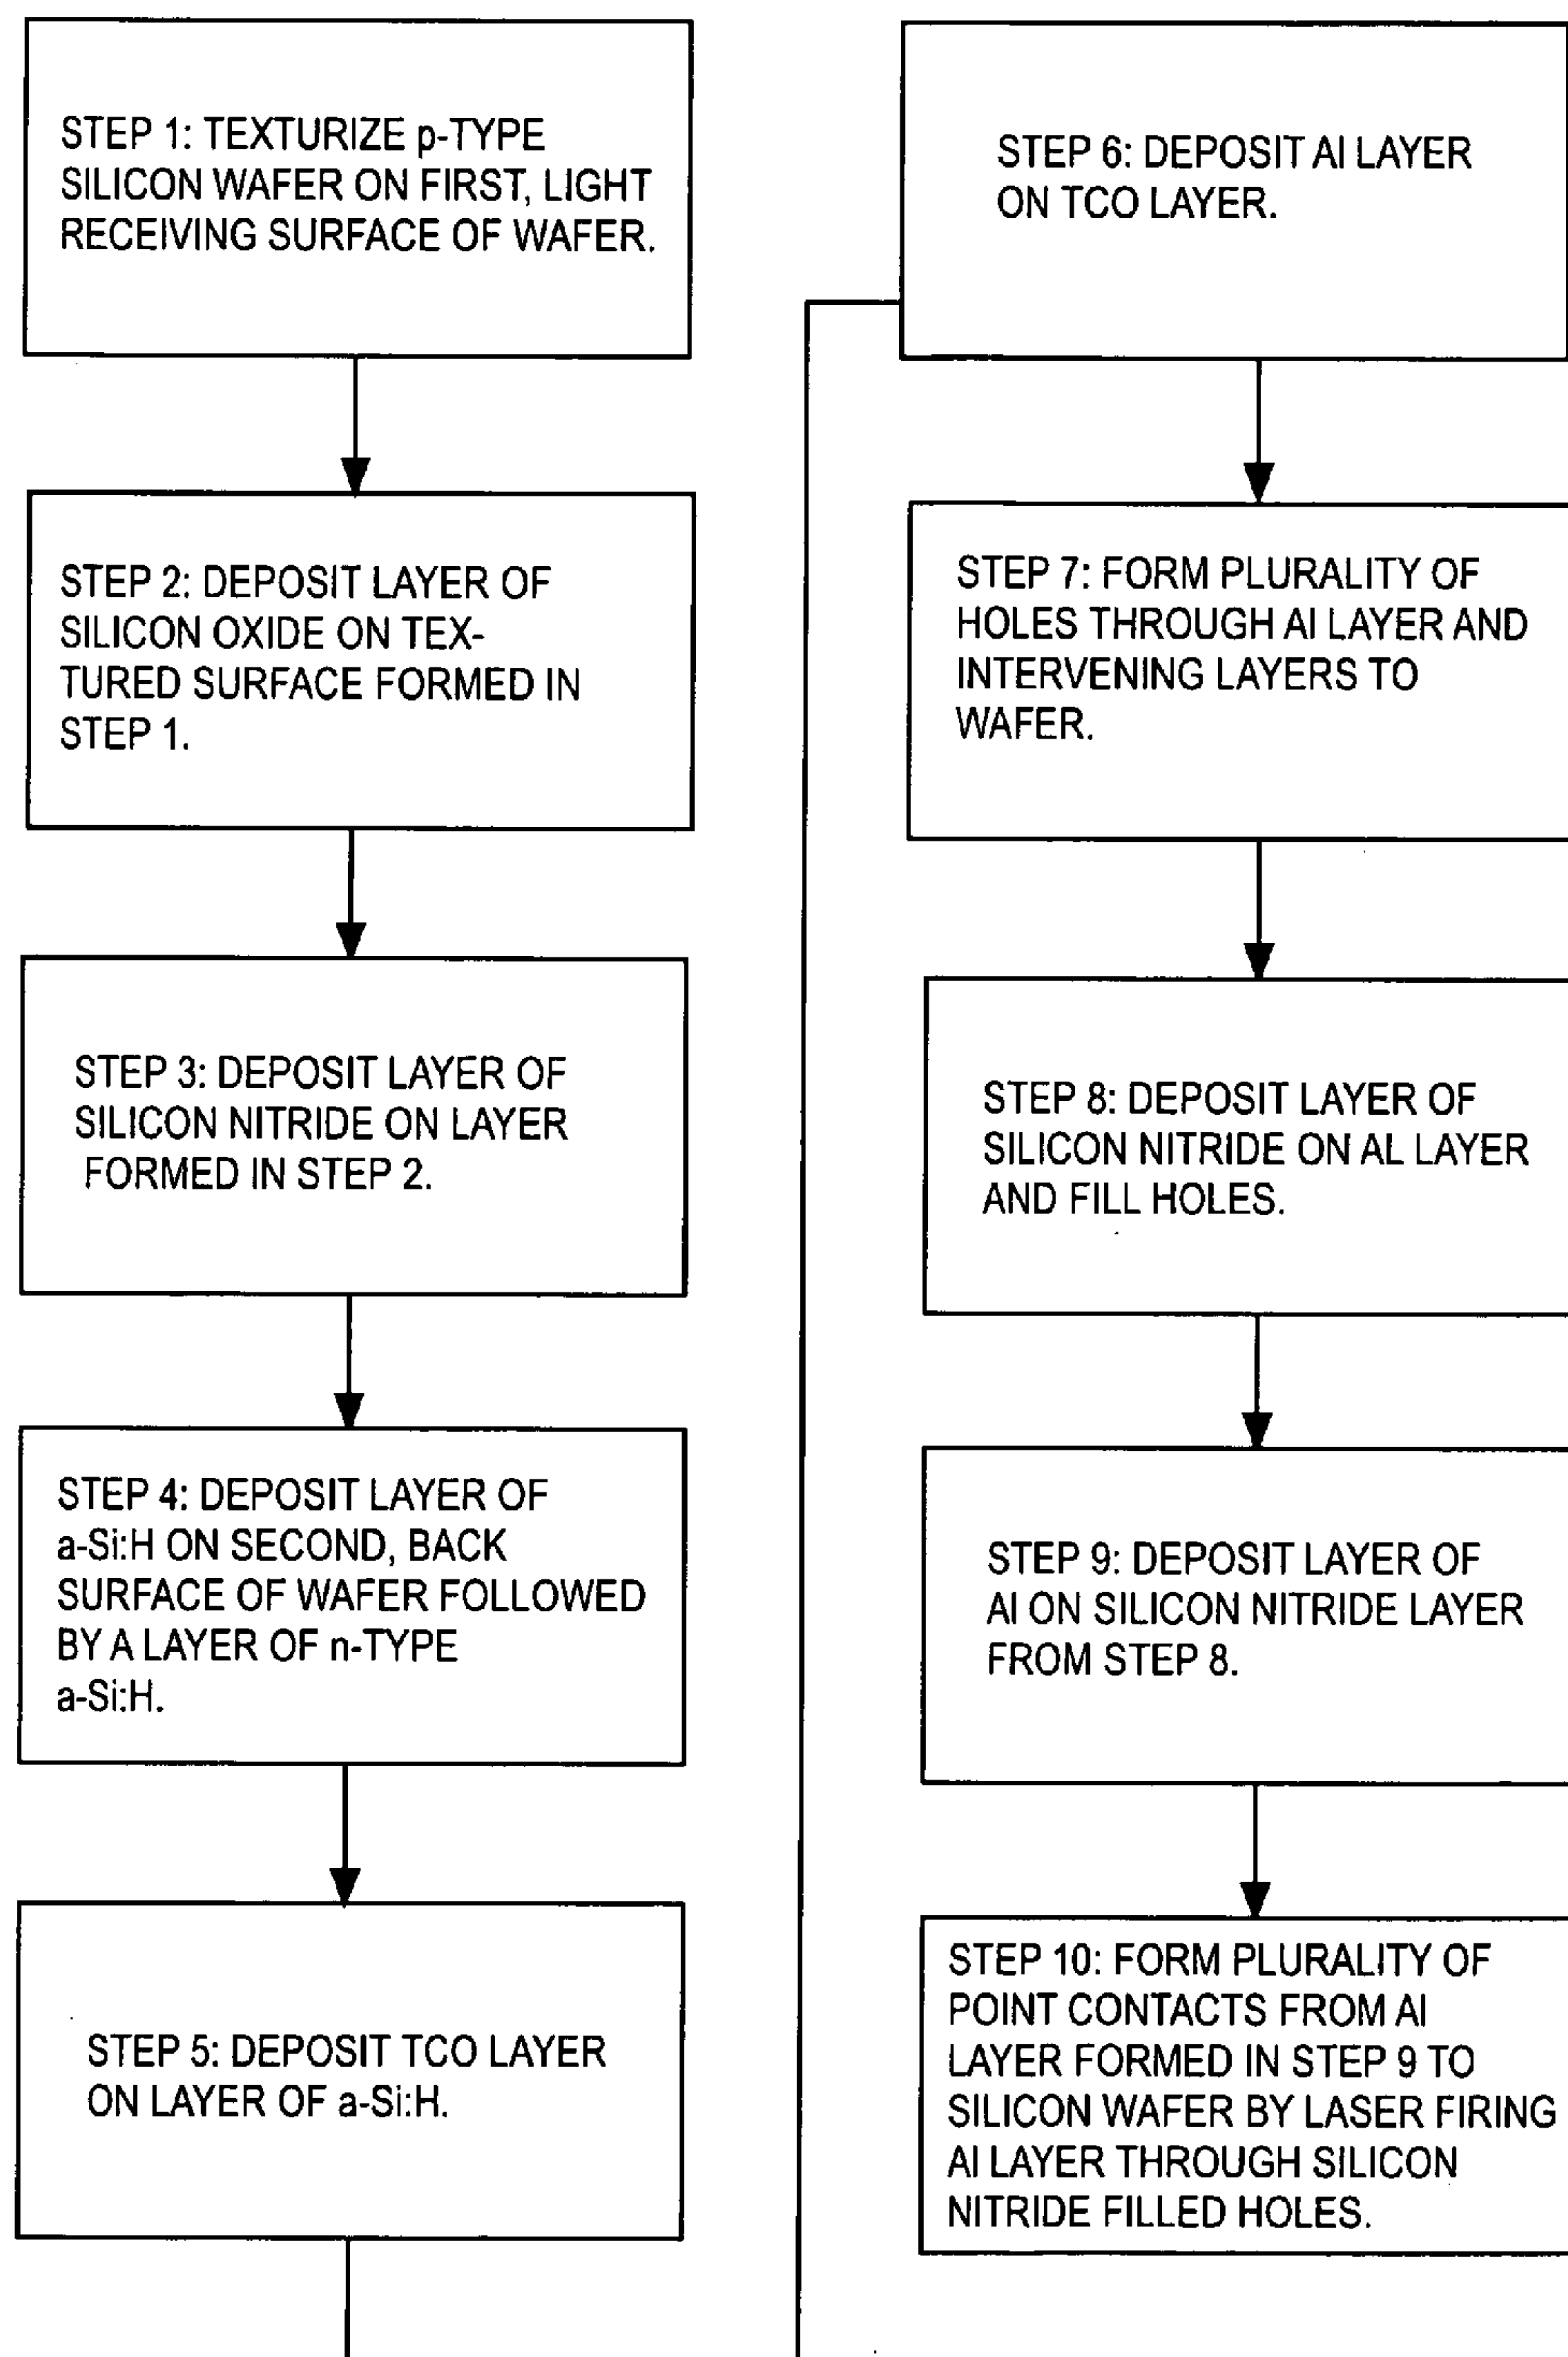 STEP 1: TEXTURIZE p-TYPE
SILICON WAFER ON FIRST, LIGHT
RECEIVING SURFACE OF WAFER.
STEP 2: DEPOSIT LAYER OF
SILICON OXIDE ON TEX-
TURED SURFACE FORMED IN
STEP 1.
STEP 3: DEPOSIT LAYER OF
SILICON NITRIDE ON LAYER
FORMED IN STEP 2.
STEP 4: DEPOSIT LAYER OF
a-Si:H ON SECOND, BACK
SURFACE OF WAFER FOLLOWED
BY A LAYER OF n-TYPE
a-Si:H.
STEP 5: DEPOSIT TCO LAYER
ON LAYER OF a-Si:H.
STEP 6: DEPOSIT Al LAYER
ON TCO LAYER.
STEP 7: FORM PLURALITY OF
HOLES THROUGH Al LAYER AND
INTERVENING LAYERS TO
WAFER.
STEP 8: DEPOSIT LAYER OF
SILICON NITRIDE ON AL LAYER
AND FILL HOLES.
STEP 9: DEPOSIT LAYER OF
Al ON SILICON NITRIDE LAYER
FROM STEP 8.
STEP 10: FORM PLURALITY OF
POINT CONTACTS FROM Al
LAYER FORMED IN STEP 9 TO
SILICON WAFER BY LASER FIRING
Al LAYER THROUGH SILICON
NITRIDE FILLED HOLES.